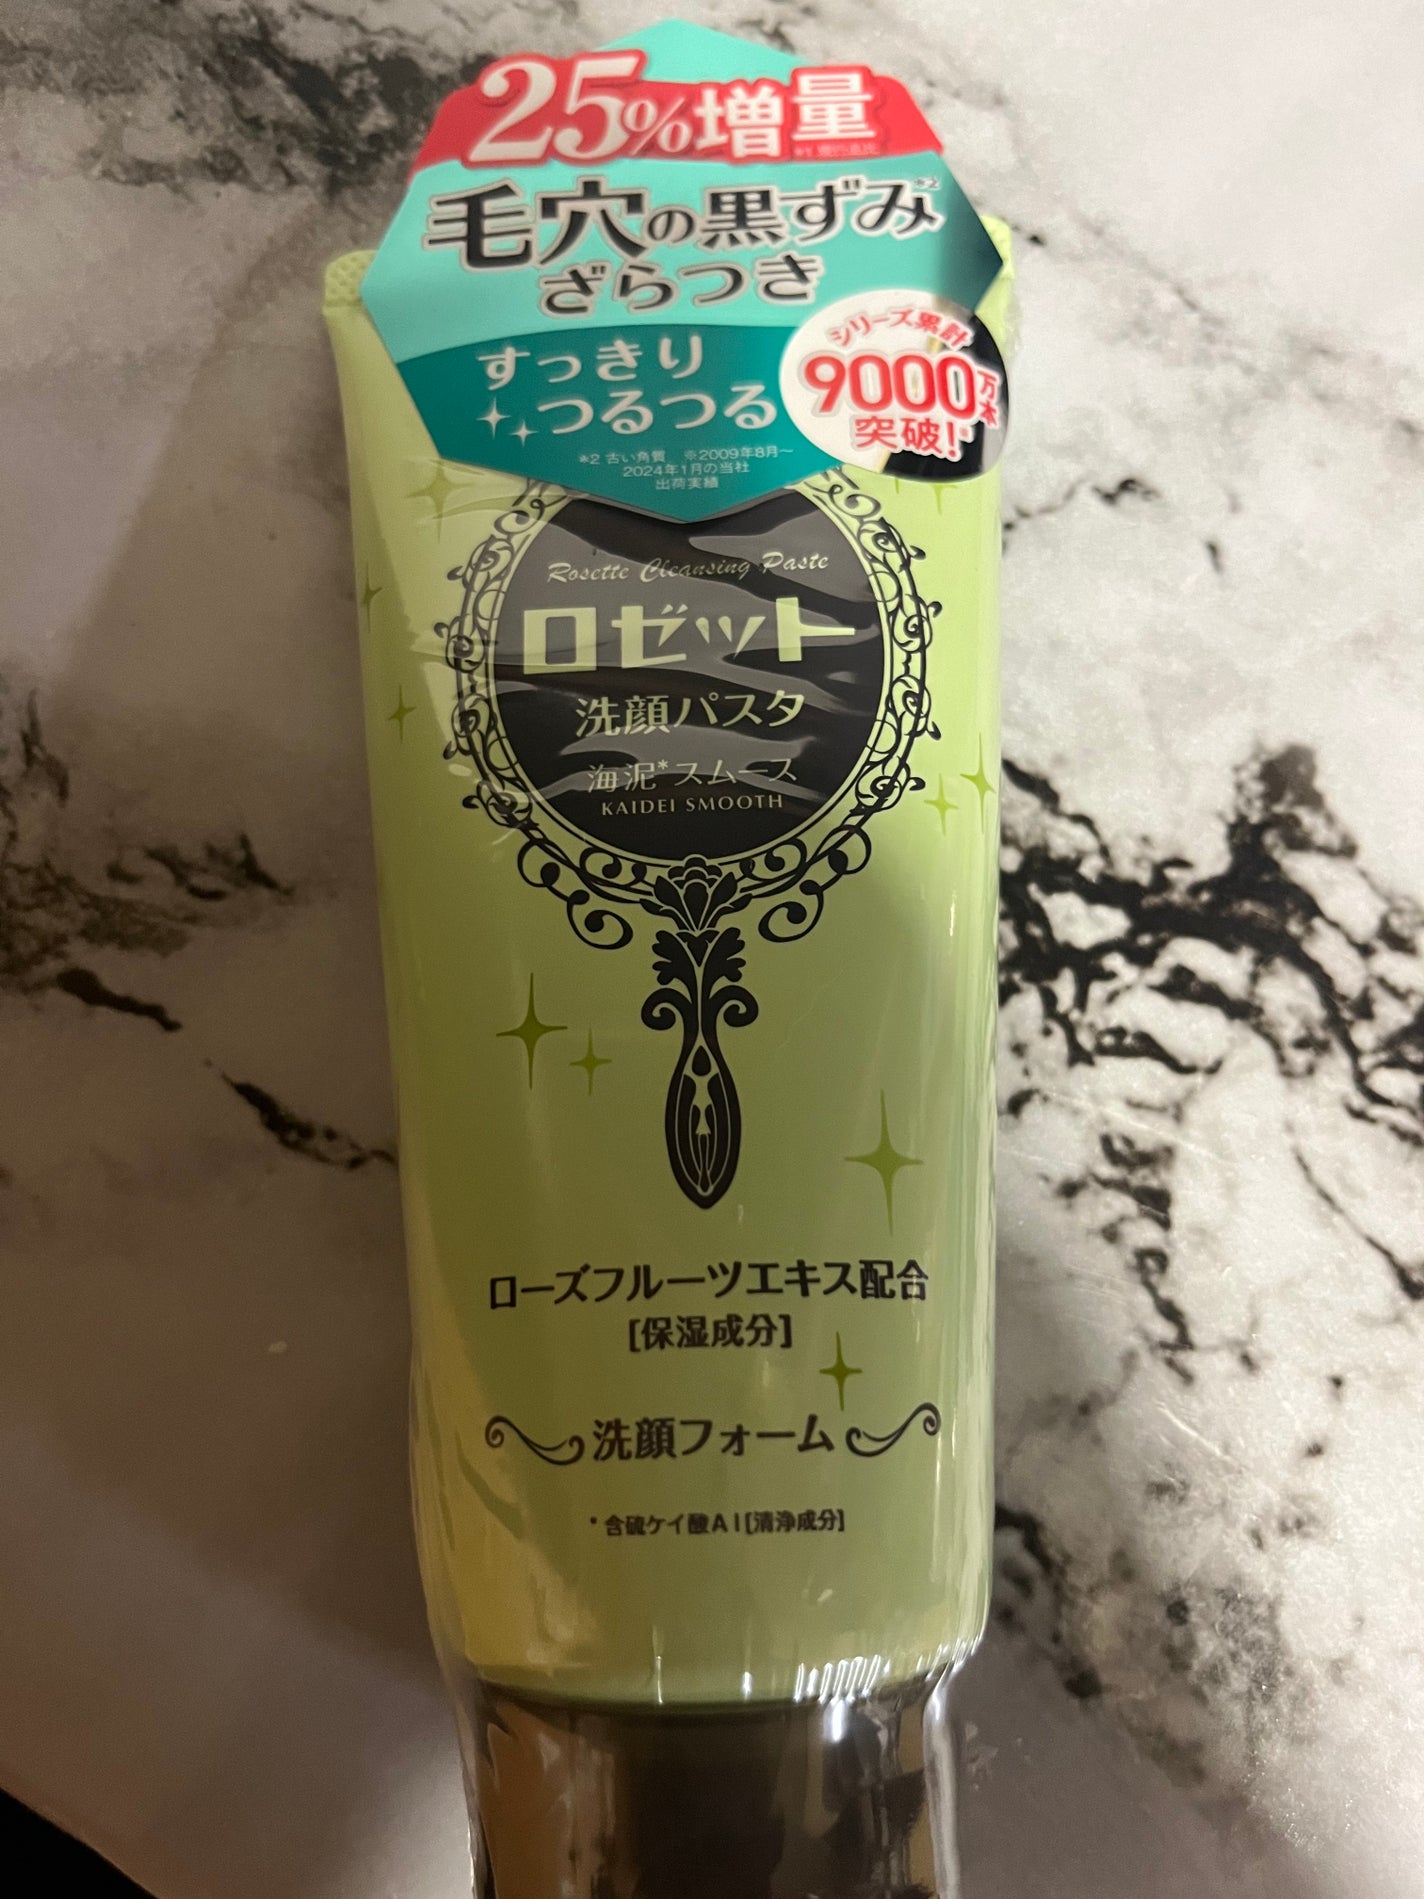 25%増量
毛穴の黒ずみ*2
ざらつき
すっきり
つるつる
シリーズ累計
9000万本
突破!
*2 古い角質 ※2009年8月~
2024年1月の当社
出荷実績
Rosette Cleansing Paste
ロゼット
洗顔パスタ
海泥*スムース
KAIDEI SMOOTH
ローズフルーツエキス配合
[保湿成分]
洗顔フォーム
*含硫ケイ酸Al[清浄成分]